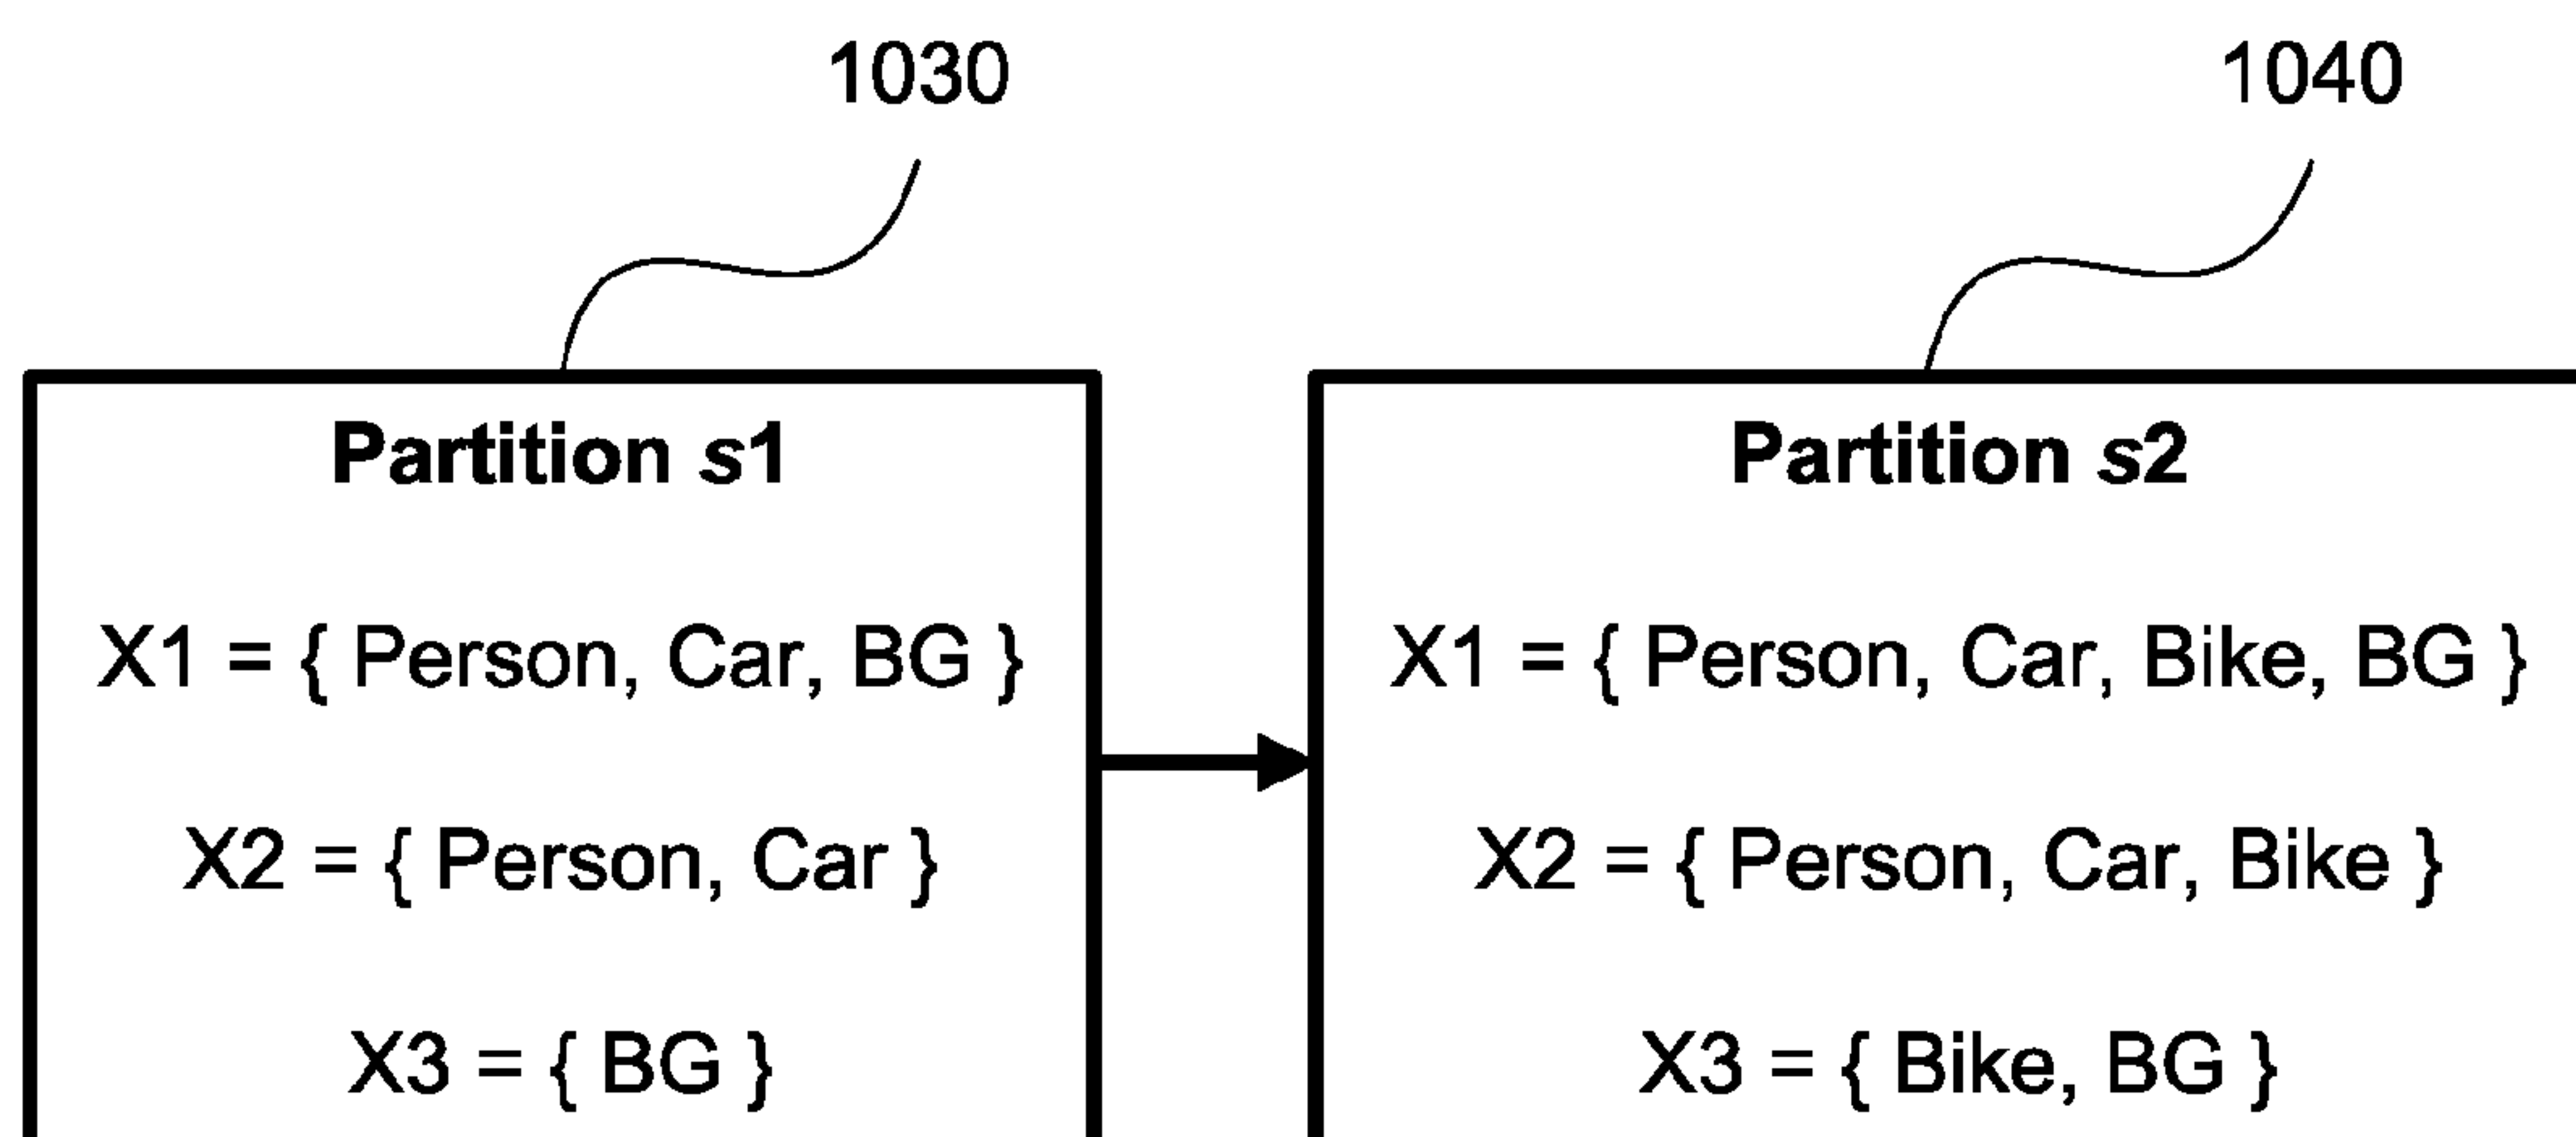 1030
1040
Partition s1
X1 = { Person, Car, BG }
X2 = { Person, Car }
X3 = { BG }
Partition s2
X1 = { Person, Car, Bike, BG }
X2 = { Person, Car, Bike }
X3 = { Bike, BG }